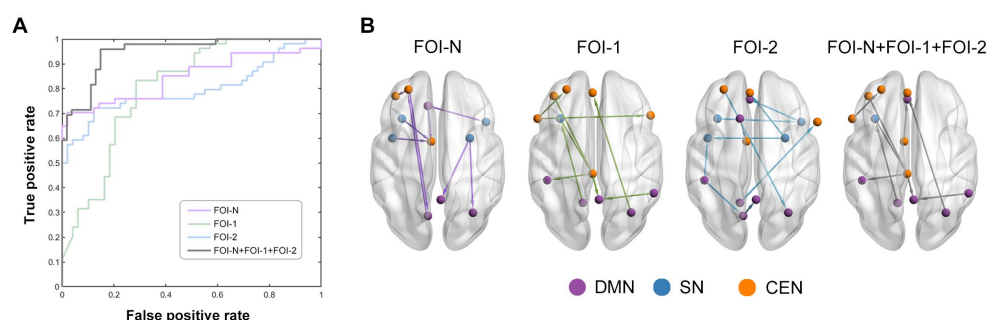 A
B
FOI-N
FOI-1
FOI-2
FOI-N+FOI-1+FOI-2
1
0.9
0.8
0.7
0.6
0.5
0.4
0.3
0.2
0.1
0
True positive rate
FOI-N
FOI-1
FOI-2
FOI-N+FOI-1+FOI-2
0 0.2 0.4 0.6 0.8 1
False positive rate
DMN SN CEN